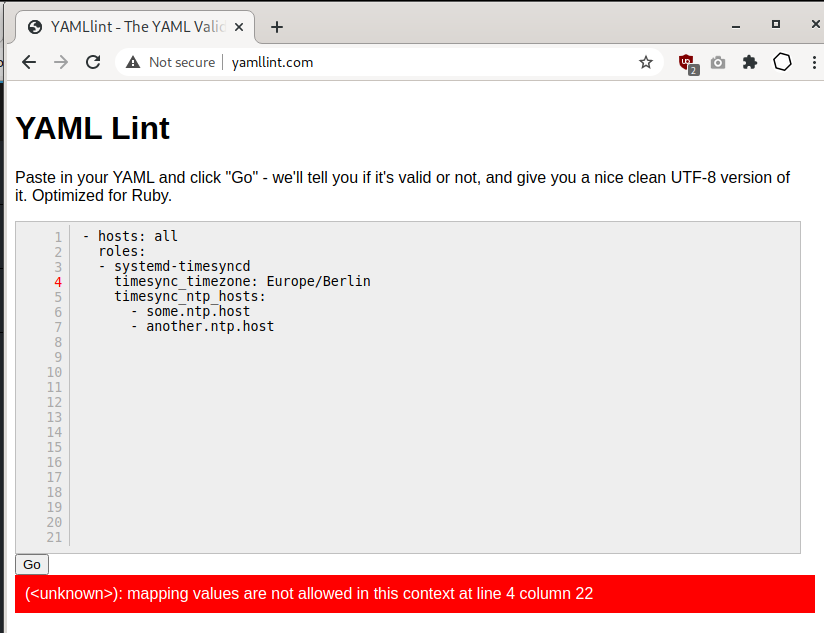 YAMLlint - The YAML Valid
Not secure | yamllint.com
2
YAML Lint
Paste in your YAML and click "Go" - we'll tell you if it's valid or not, and give you a nice clean UTF-8 version of
it. Optimized for Ruby.
1 - hosts: all
2   roles:
3   - systemd-timesyncd
4     timesync_timezone: Europe/Berlin
5     timesync_ntp_hosts:
6       - some.ntp.host
7       - another.ntp.host
8
9
10
11
12
13
14
15
16
17
18
19
20
21
Go
(<unknown>): mapping values are not allowed in this context at line 4 column 22